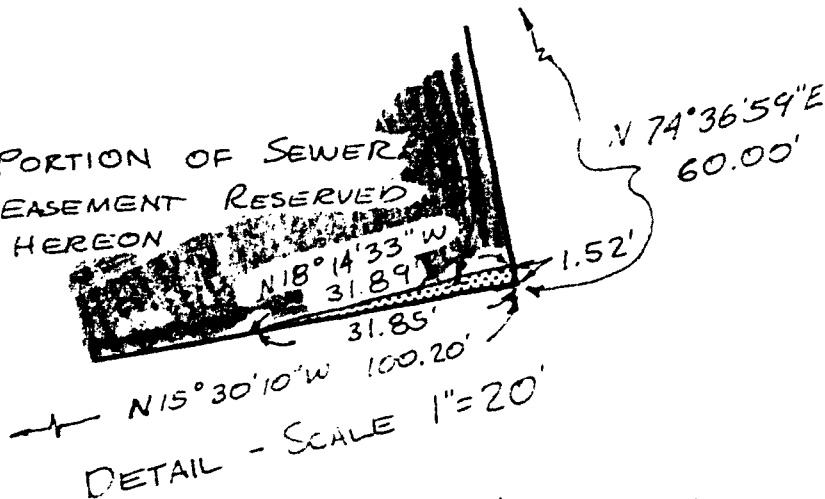 PORTION OF SEWER
EASEMENT RESERVED
HEREON
N 74°36'59"E
60.00'
N18°14'33"W
31.89'
1.52'
31.85'
N15°30'10"W 100.20'
DETAIL - SCALE 1"=20'